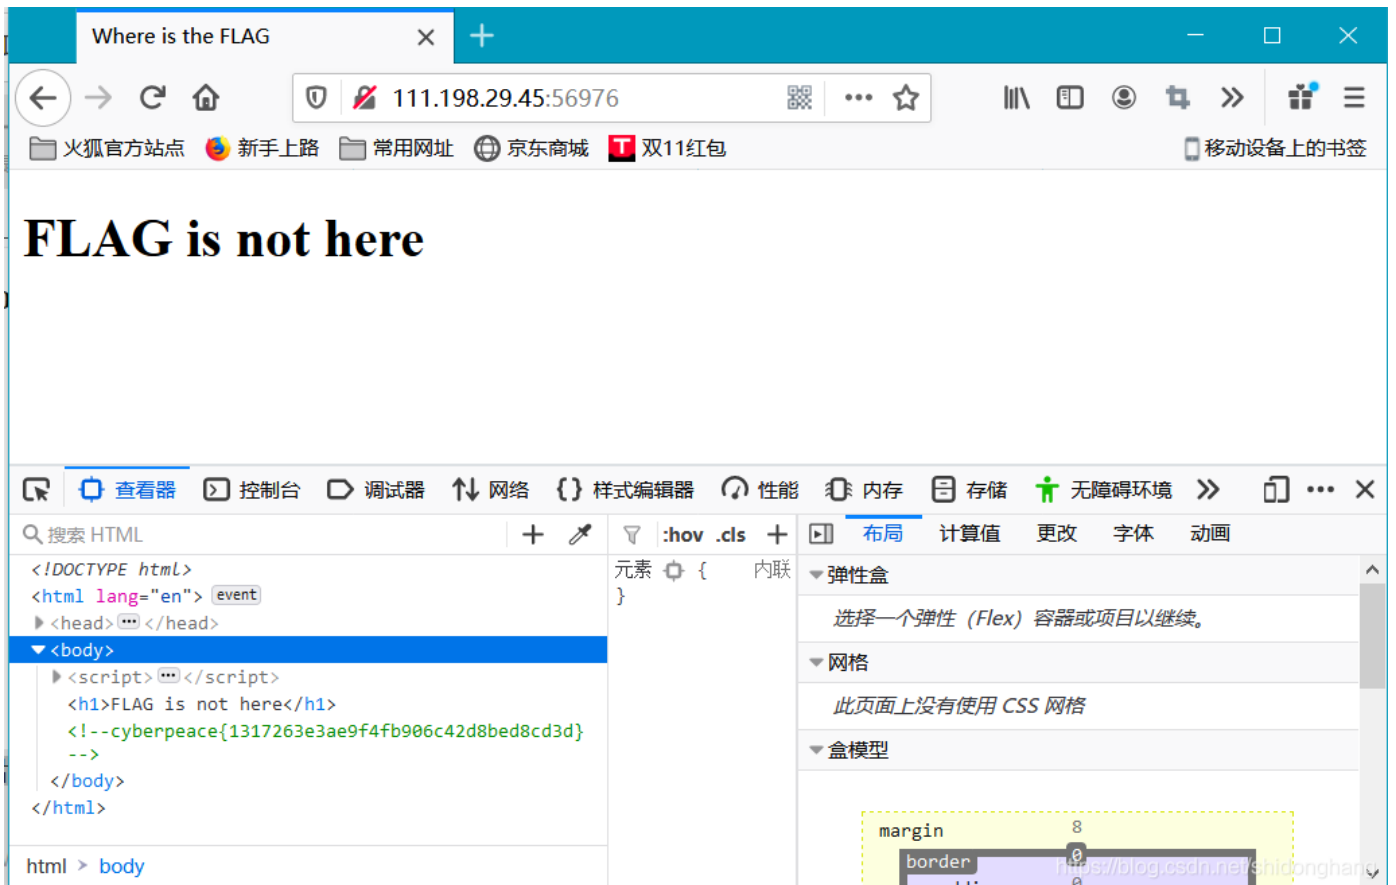 Where is the FLAG
111.198.29.45:56976
火狐官方站点 新手上路 常用网址 京东商城 双11红包 移动设备上的书签
FLAG is not here
查看器 控制台 调试器 网络 样式编辑器 性能 内存 存储 无障碍环境
搜索 HTML
:hov .cls
布局 计算值 更改 字体 动画
<!DOCTYPE html>
<html lang="en"> event
<head> ··· </head>
<body>
<script> ··· </script>
<h1>FLAG is not here</h1>
<!--cyberpeace{1317263e3ae9f4fb906c42d8bed8cd3d}
-->
</body>
</html>
html > body
元素 { 内联
}
弹性盒
选择一个弹性（Flex）容器或项目以继续。
网格
此页面上没有使用 CSS 网格
盒模型
margin 8
border 0
0
https://blog.csdn.net/shidonghang